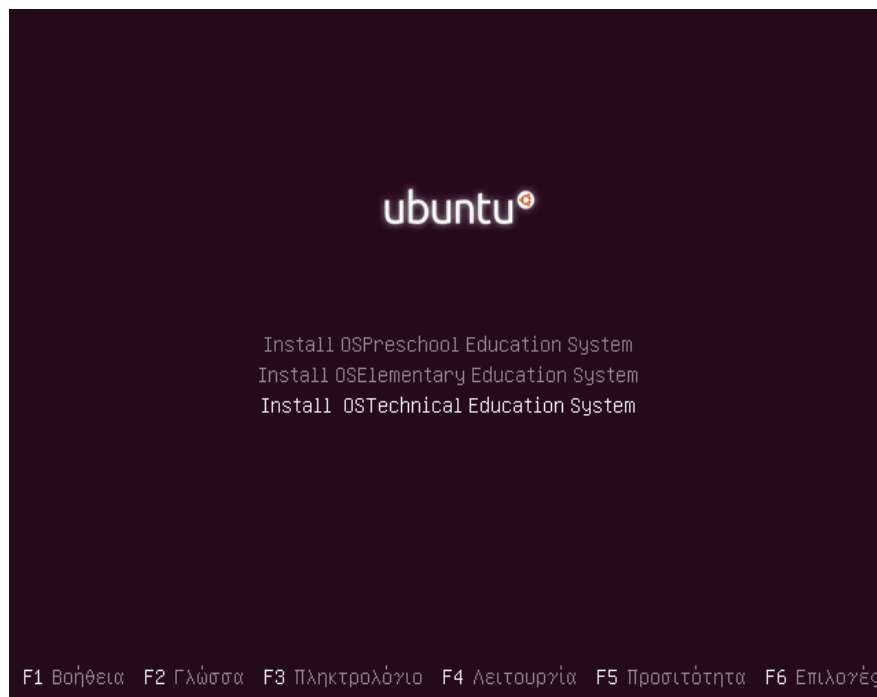 ubuntu
Install OSPreschool Education System
Install OSElementary Education System
Install OSTechnical Education System
F1 Βοήθεια F2 Γλώσσα F3 Πληκτρολόγιο F4 Λειτουργία F5 Προσιτότητα F6 Επιλογές